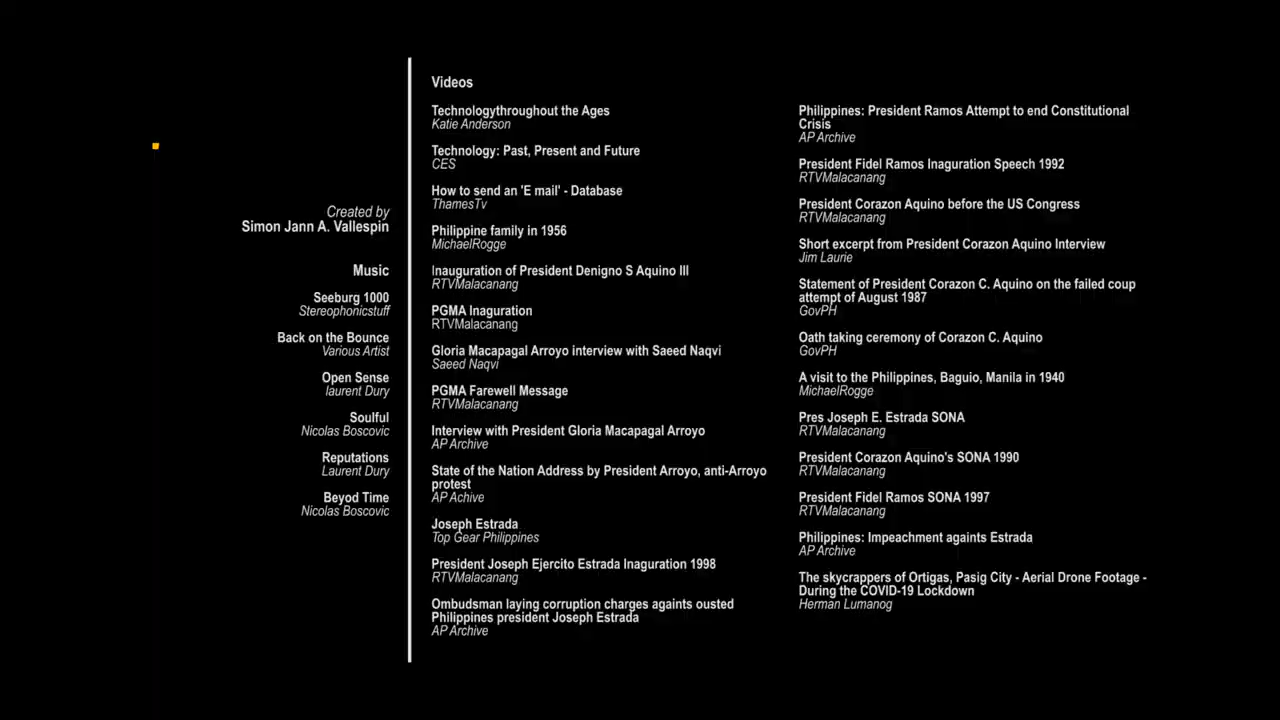 Created by
Simon Jann A. Vallespin
Music
Seeburg 1000
Stereophonicstuff
Back on the Bounce
Various Artist
Open Sense
laurent Dury
Soulful
Nicolas Boscovic
Reputations
Laurent Dury
Beyod Time
Nicolas Boscovic
Videos
Technologythroughout the Ages
Katie Anderson
Technology: Past, Present and Future
CES
How to send an 'E mail' - Database
ThamesTv
Philippine family in 1956
MichaelRogge
Inauguration of President Denigno S Aquino III
RTVMalacanang
PGMA Inaguration
RTVMalacanang
Gloria Macapagal Arroyo interview with Saeed Naqvi
Saeed Naqvi
PGMA Farewell Message
RTVMalacanang
Interview with President Gloria Macapagal Arroyo
AP Archive
State of the Nation Address by President Arroyo, anti-Arroyo
protest
AP Achive
Joseph Estrada
Top Gear Philippines
President Joseph Ejercito Estrada Inaguration 1998
RTVMalacanang
Ombudsman laying corruption charges againts ousted
Philippines president Joseph Estrada
AP Archive
Philippines: President Ramos Attempt to end Constitutional
Crisis
AP Archive
President Fidel Ramos Inaguration Speech 1992
RTVMalacanang
President Corazon Aquino before the US Congress
RTVMalacanang
Short excerpt from President Corazon Aquino Interview
Jim Laurie
Statement of President Corazon C. Aquino on the failed coup
attempt of August 1987
GovPH
Oath taking ceremony of Corazon C. Aquino
GovPH
A visit to the Philippines, Baguio, Manila in 1940
MichaelRogge
Pres Joseph E. Estrada SONA
RTVMalacanang
President Corazon Aquino's SONA 1990
RTVMalacanang
President Fidel Ramos SONA 1997
RTVMalacanang
Philippines: Impeachment againts Estrada
AP Archive
The skycrappers of Ortigas, Pasig City - Aerial Drone Footage -
During the COVID-19 Lockdown
Herman Lumanog